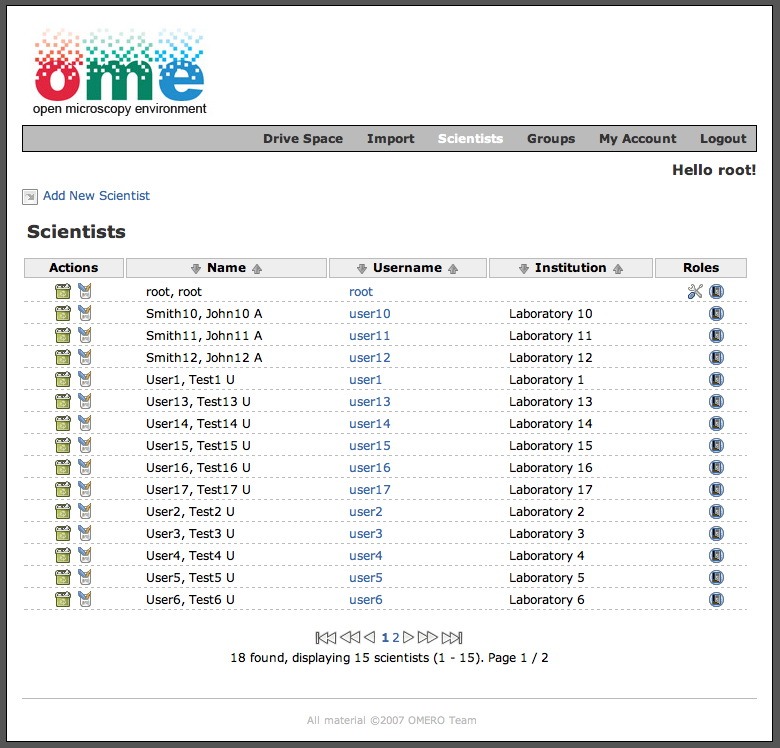 ome
open microscopy environment
Drive Space Import Scientists Groups My Account Logout
Hello root!
Add New Scientist
Scientists
Actions Name Username Institution Roles
root, root root
Smith10, John10 A user10 Laboratory 10
Smith11, John11 A user11 Laboratory 11
Smith12, John12 A user12 Laboratory 12
User1, Test1 U user1 Laboratory 1
User13, Test13 U user13 Laboratory 13
User14, Test14 U user14 Laboratory 14
User15, Test15 U user15 Laboratory 15
User16, Test16 U user16 Laboratory 16
User17, Test17 U user17 Laboratory 17
User2, Test2 U user2 Laboratory 2
User3, Test3 U user3 Laboratory 3
User4, Test4 U user4 Laboratory 4
User5, Test5 U user5 Laboratory 5
User6, Test6 U user6 Laboratory 6
1 2
18 found, displaying 15 scientists (1 - 15). Page 1 / 2
All material ©2007 OMERO Team